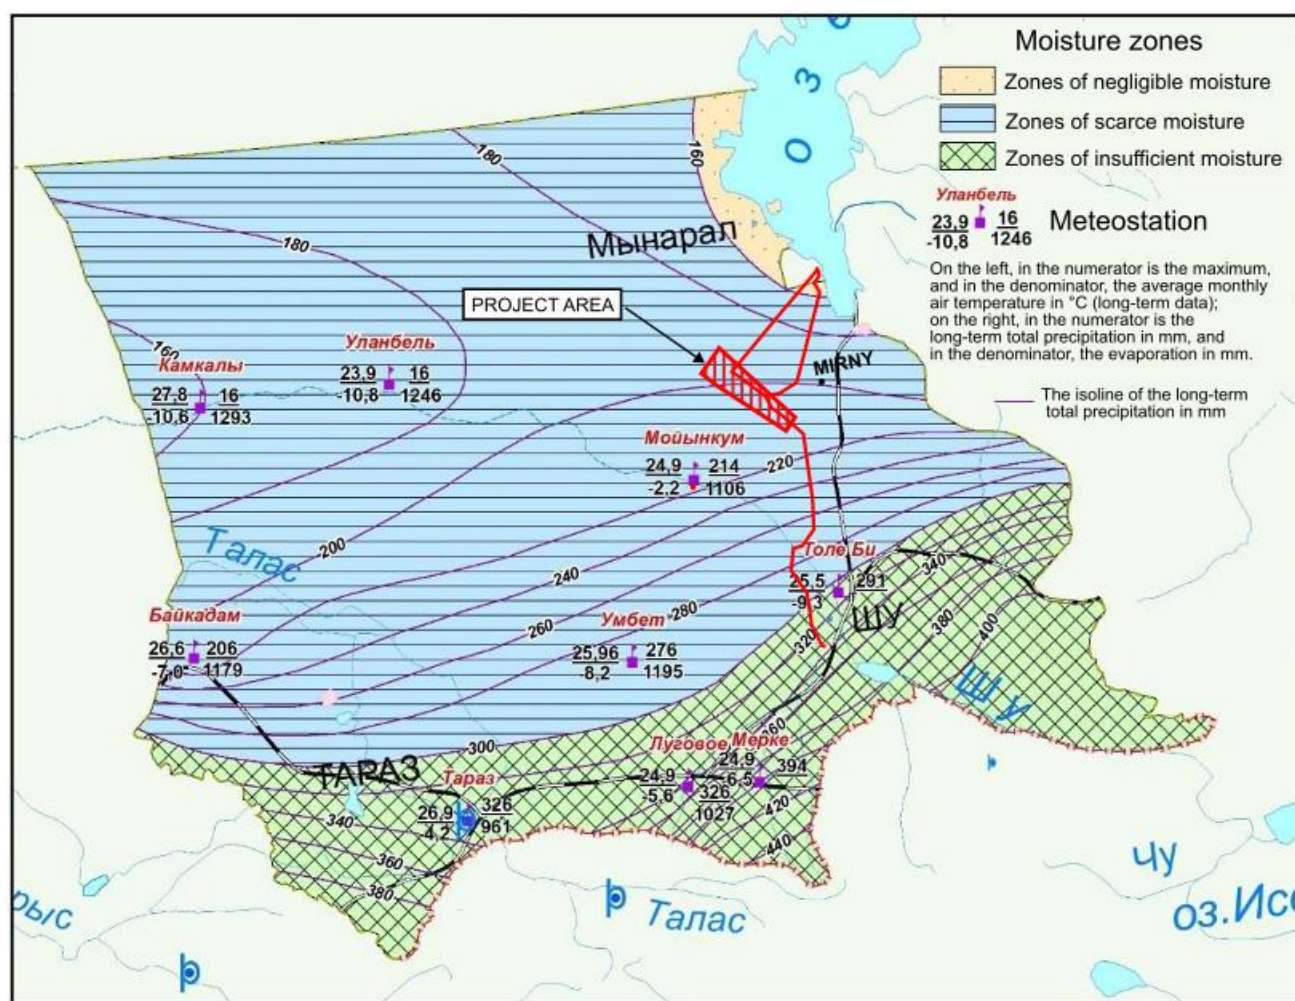 Moisture zones
Zones of negligible moisture
Zones of scarce moisture
Zones of insufficient moisture
Уланбель
23,9 16
-10,8 1246
Meteostation
On the left, in the numerator is the maximum,
and in the denominator, the average monthly
air temperature in °C (long-term data);
on the right, in the numerator is the
long-term total precipitation in mm, and
in the denominator, the evaporation in mm.
The isoline of the long-term
total precipitation in mm
О З
180
160
Мынарал
180
PROJECT AREA
160
Камкалы
27,8 16
-10,6 1293
Уланбель
23,9 16
-10,8 1246
MIRNY
Мойынкум
24,9 214
-2,2 1106
220
200
Талас
240
Толе Би
25,5 291
-9,3
340
ШУ
Байкадам
26,6 206
-7,0 1179
260
280
Умбет
25,96 276
-8,2 1195
320
380
400
Ш У
300
ТАРАЗ
Тараз
26,9 326
-4,2 961
Луговое
24,9 326
-5,6 1027
Мерке
24,9 394
-6,5
360
420
440
340
360
380
рыс
Талас
Чу
оз.Исс